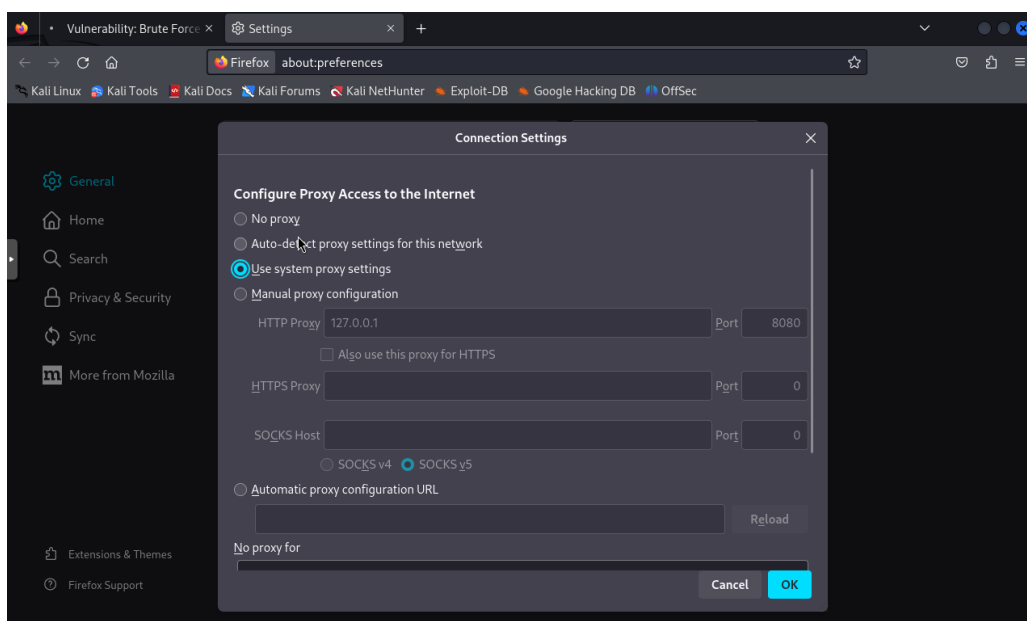 Vulnerability: Brute Force
Settings
Firefox about:preferences
Kali Linux Kali Tools Kali Docs Kali Forums Kali NetHunter Exploit-DB Google Hacking DB OffSec
Connection Settings
General
Home
Search
Privacy & Security
Sync
More from Mozilla
Extensions & Themes
Firefox Support
Configure Proxy Access to the Internet
No proxy
Auto-detect proxy settings for this network
Use system proxy settings
Manual proxy configuration
HTTP Proxy 127.0.0.1 Port 8080
Also use this proxy for HTTPS
HTTPS Proxy Port 0
SOCKS Host Port 0
SOCKS v4 SOCKS v5
Automatic proxy configuration URL
Reload
No proxy for
Cancel OK